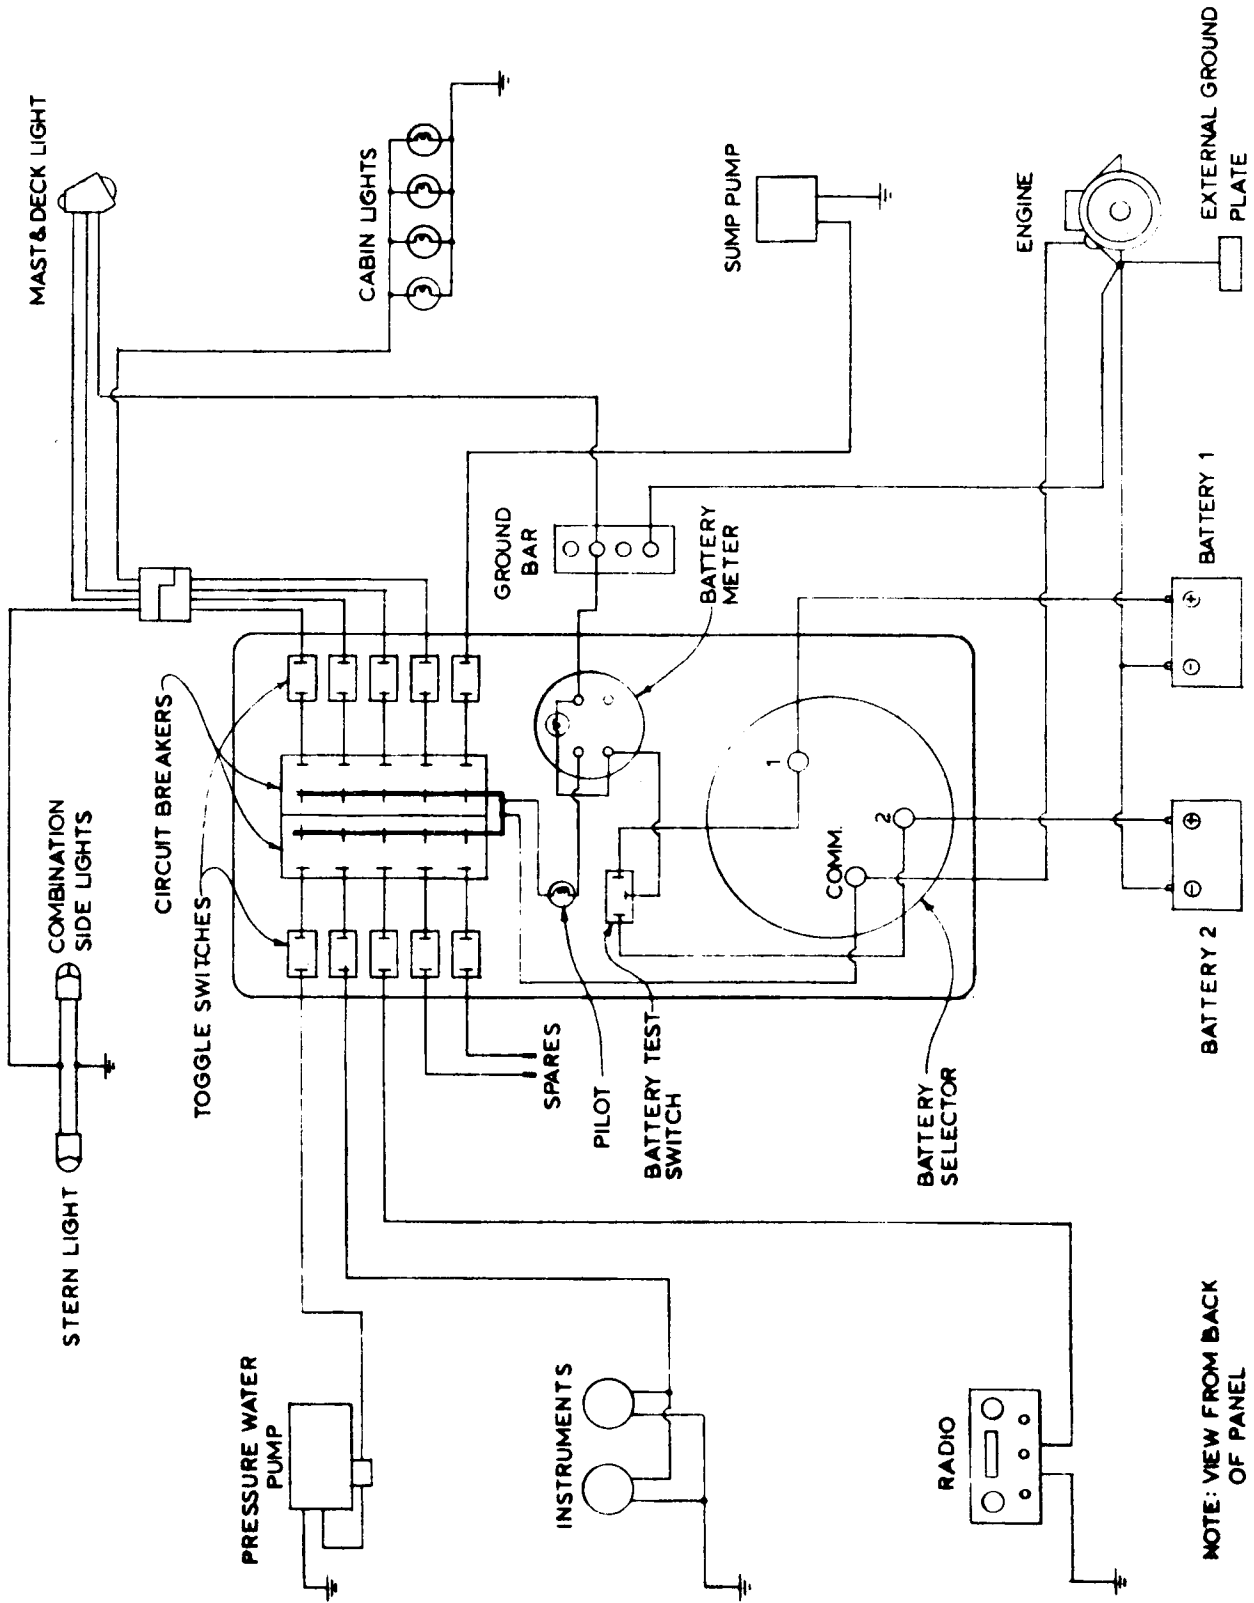 STERN LIGHT
COMBINATION
SIDE LIGHTS
MAST & DECK LIGHT
TOGGLE SWITCHES
CIRCUIT BREAKERS
CABIN LIGHTS
PRESSURE WATER
PUMP
SPARES
GROUND
BAR
PILOT
INSTRUMENTS
BATTERY TEST
SWITCH
BATTERY
METER
SUMP PUMP
1
COMM.
2
BATTERY
SELECTOR
RADIO
ENGINE
NOTE: VIEW FROM BACK
OF PANEL
BATTERY 2
BATTERY 1
EXTERNAL GROUND
PLATE